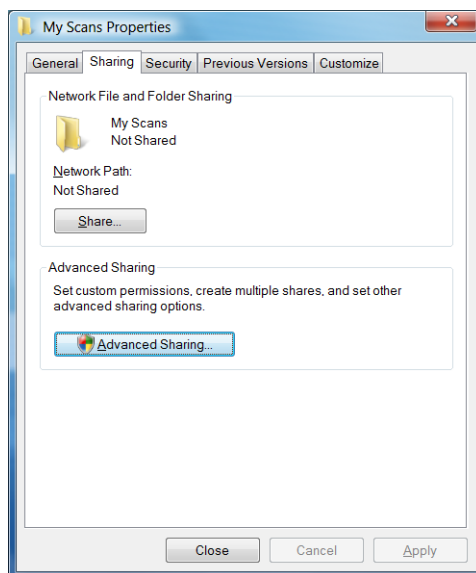 My Scans Properties
General Sharing Security Previous Versions Customize
Network File and Folder Sharing
My Scans
Not Shared
Network Path:
Not Shared
Share...
Advanced Sharing
Set custom permissions, create multiple shares, and set other
advanced sharing options.
Advanced Sharing...
Close Cancel Apply